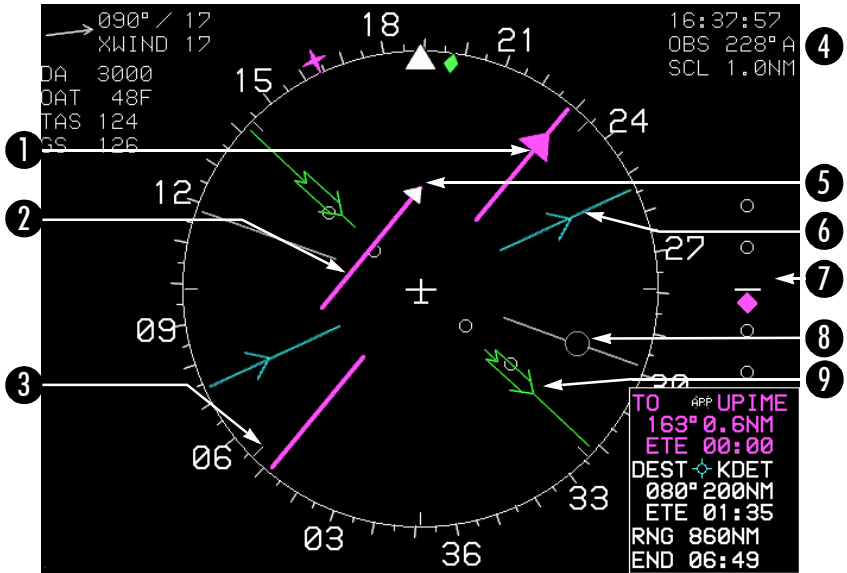 090°/ 17
XWIND 17
DA 3000
OAT 48F
TAS 124
GS 126
16:37:57
OBS 228°A
SCL 1.0NM
18
21
15
24
12
27
09
30
06
33
03
36
1
2
3
4
5
6
7
8
9
TO APP UPIME
163° 0.6NM
ETE 00:00
DEST KDET
080° 200NM
ETE 01:35
RNG 860NM
END 06:49